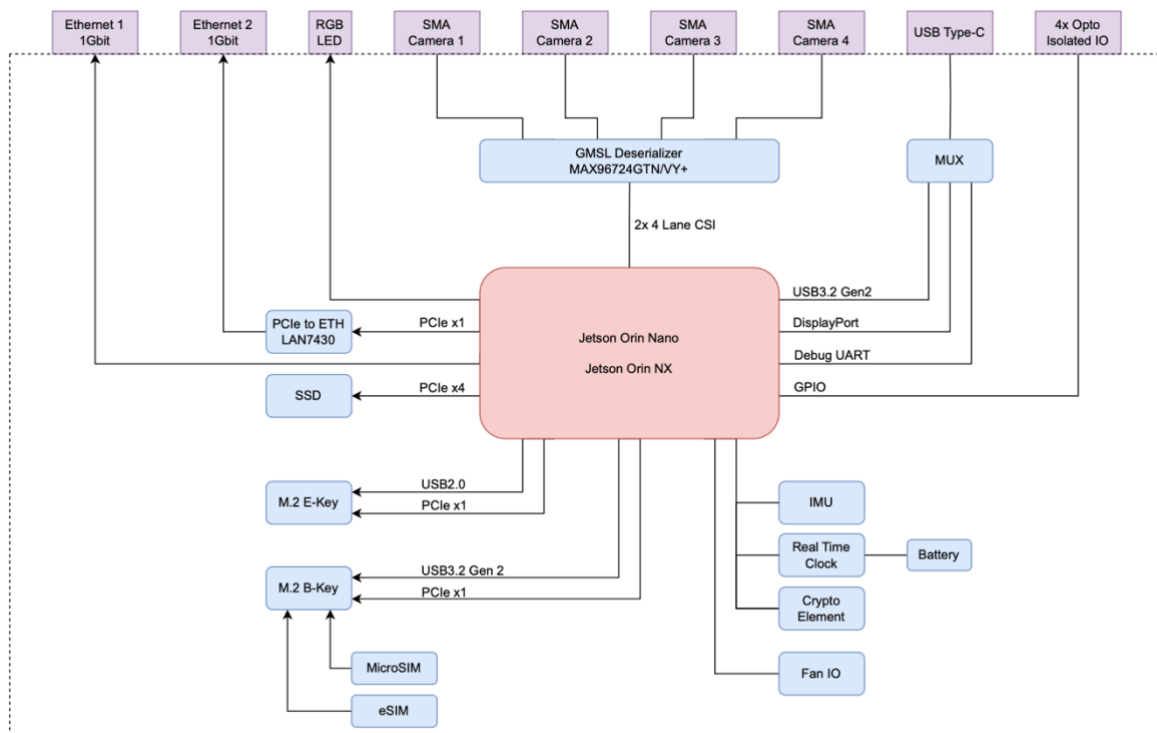 Ethernet 1
1Gbit
Ethernet 2
1Gbit
RGB
LED
SMA
Camera 1
SMA
Camera 2
SMA
Camera 3
SMA
Camera 4
USB Type-C
4x Opto
Isolated IO
GMSL Deserializer
MAX96724GTN/VY+
MUX
2x 4 Lane CSI
USB3.2 Gen2
PCIe to ETH
LAN7430
PCIe x1
DisplayPort
Jetson Orin Nano
Jetson Orin NX
Debug UART
SSD
PCIe x4
GPIO
M.2 E-Key
USB2.0
PCIe x1
IMU
Real Time
Clock
Battery
M.2 B-Key
USB3.2 Gen 2
PCIe x1
Crypto
Element
MicroSIM
Fan IO
eSIM